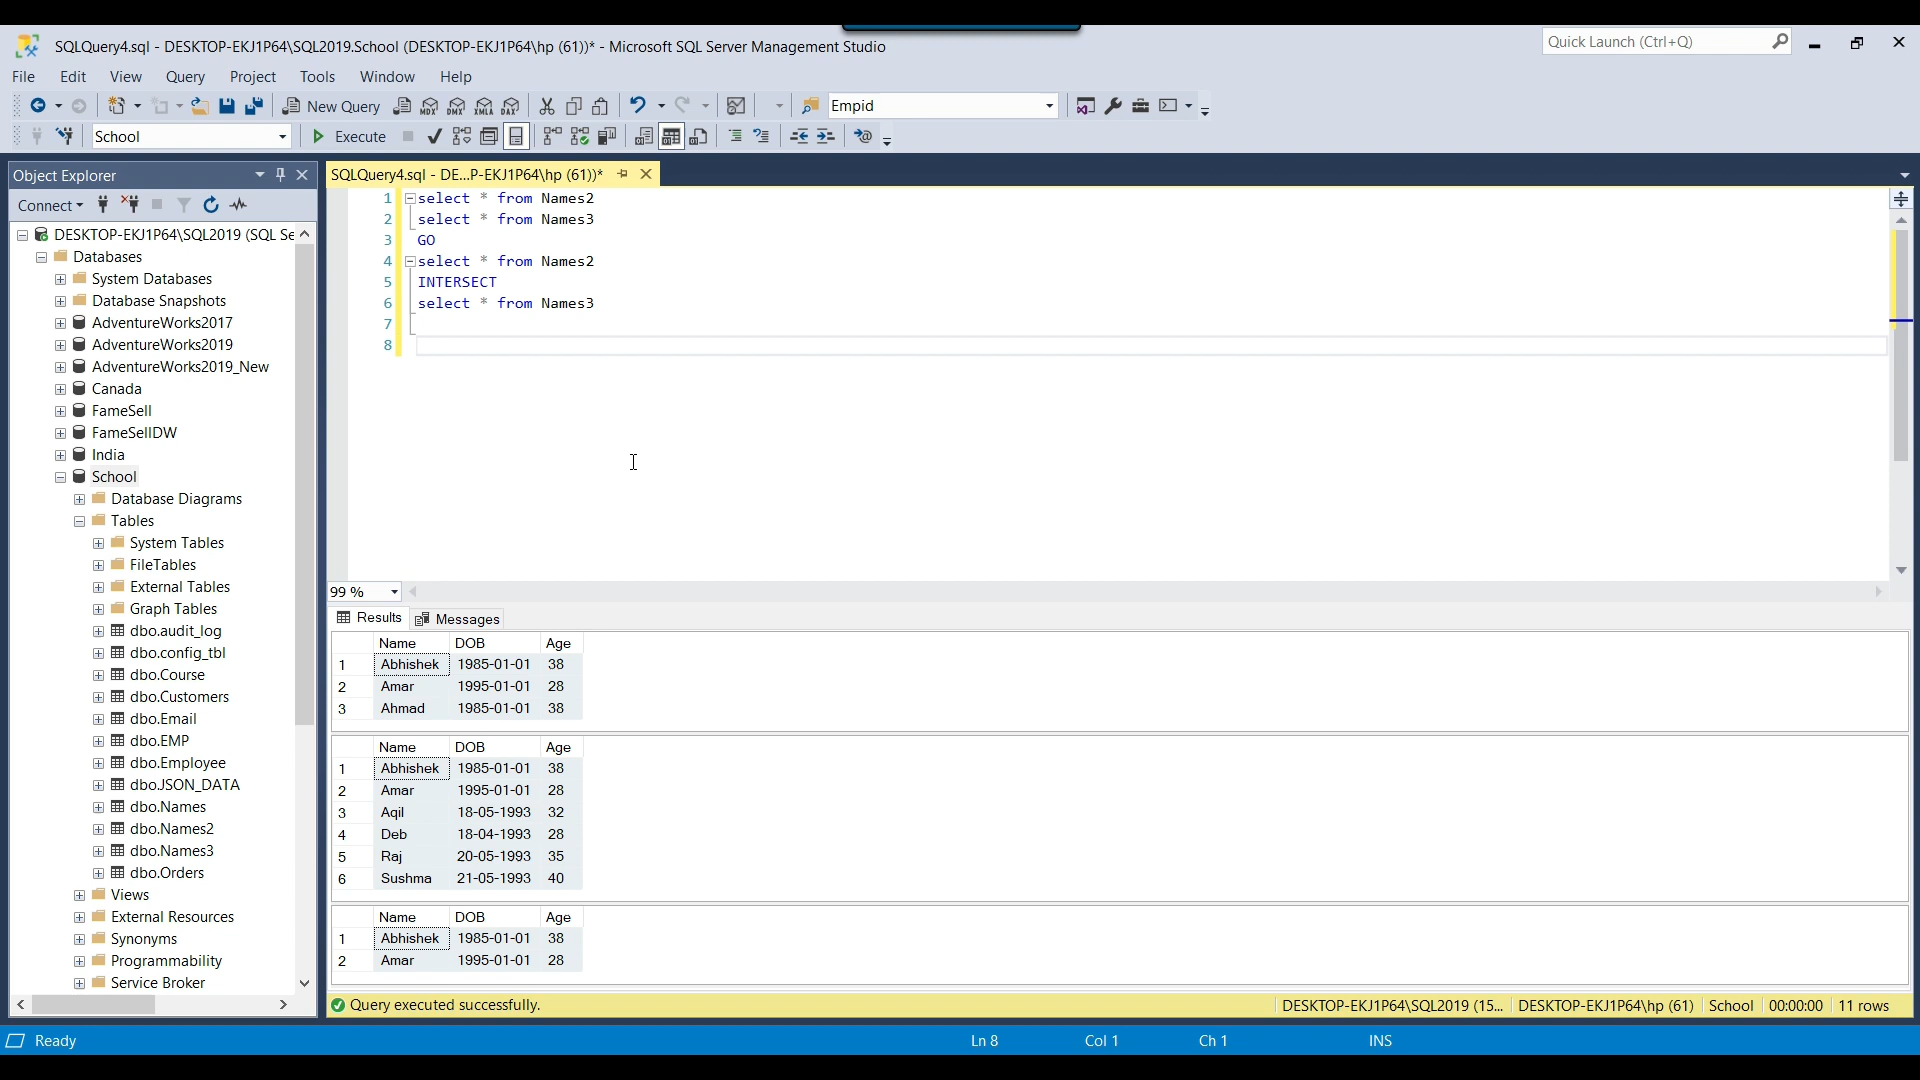 SQLQuery4.sql - DESKTOP-EKJ1P64\SQL2019.School (DESKTOP-EKJ1P64\hp (61))* - Microsoft SQL Server Management Studio
Quick Launch (Ctrl+Q)
File Edit View Query Project Tools Window Help
New Query MDX DMX XMLA DAX Empid
School Execute
Object Explorer
SQLQuery4.sql - DE...P-EKJ1P64\hp (61))*
Connect
DESKTOP-EKJ1P64\SQL2019 (SQL Se
Databases
System Databases
Database Snapshots
AdventureWorks2017
AdventureWorks2019
AdventureWorks2019_New
Canada
FameSell
FameSellDW
India
School
Database Diagrams
Tables
System Tables
FileTables
External Tables
Graph Tables
dbo.audit_log
dbo.config_tbl
dbo.Course
dbo.Customers
dbo.Email
dbo.EMP
dbo.Employee
dbo.JSON_DATA
dbo.Names
dbo.Names2
dbo.Names3
dbo.Orders
Views
External Resources
Synonyms
Programmability
Service Broker
1 select * from Names2
2 select * from Names3
3 GO
4 select * from Names2
5 INTERSECT
6 select * from Names3
7
8
99 %
Results Messages
Name DOB Age
1 Abhishek 1985-01-01 38
2 Amar 1995-01-01 28
3 Ahmad 1985-01-01 38
Name DOB Age
1 Abhishek 1985-01-01 38
2 Amar 1995-01-01 28
3 Aqil 18-05-1993 32
4 Deb 18-04-1993 28
5 Raj 20-05-1993 35
6 Sushma 21-05-1993 40
Name DOB Age
1 Abhishek 1985-01-01 38
2 Amar 1995-01-01 28
Query executed successfully. DESKTOP-EKJ1P64\SQL2019 (15... DESKTOP-EKJ1P64\hp (61) School 00:00:00 11 rows
Ready Ln 8 Col 1 Ch 1 INS